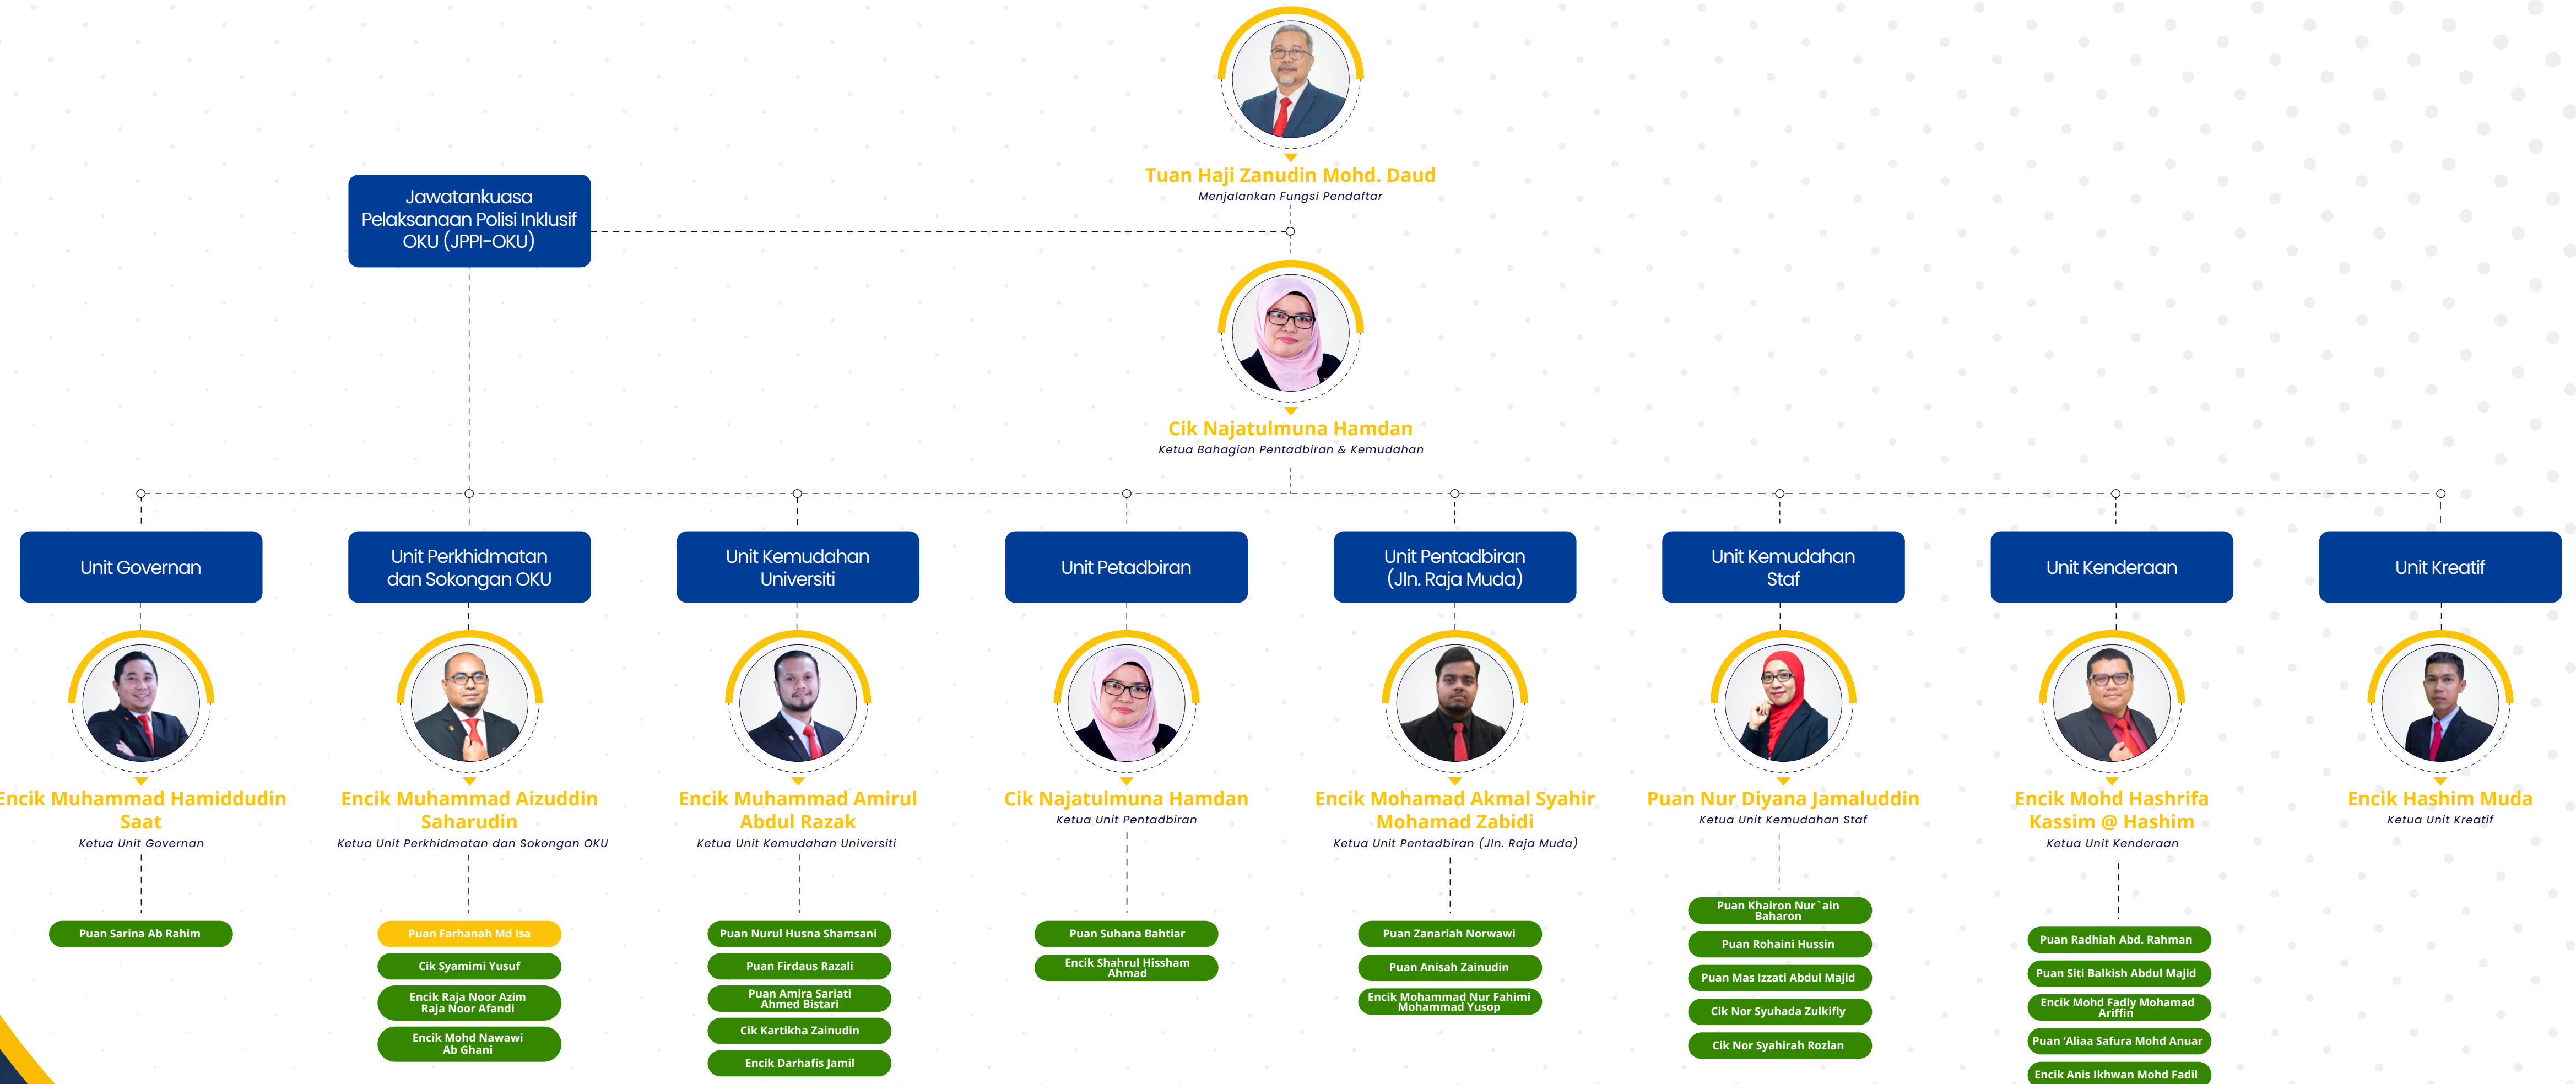 Tuan Haji Zanudin Mohd. Daud
Menjalankan Fungsi Pendaftar
Jawatankuasa
Pelaksanaan Polisi Inklusif
OKU (JPPI-OKU)
Cik Najatulmuna Hamdan
Ketua Bahagian Pentadbiran & Kemudahan
Unit Governan
Encik Muhammad Hamiddudin
Saat
Ketua Unit Governan
Puan Sarina Ab Rahim
Unit Perkhidmatan
dan Sokongan OKU
Encik Muhammad Aizuddin
Saharudin
Ketua Unit Perkhidmatan dan Sokongan OKU
Puan Farhanah Md Isa
Cik Syamimi Yusuf
Encik Raja Noor Azim
Raja Noor Afandi
Encik Mohd Nawawi
Ab Ghani
Unit Kemudahan
Universiti
Encik Muhammad Amirul
Abdul Razak
Ketua Unit Kemudahan Universiti
Puan Nurul Husna Shamsani
Puan Firdaus Razali
Puan Amira Sariati
Ahmed Bistari
Cik Kartikha Zainudin
Encik Darhafis Jamil
Unit Petadbiran
Cik Najatulmuna Hamdan
Ketua Unit Pentadbiran
Puan Suhana Bahtiar
Encik Shahrul Hissham
Ahmad
Unit Pentadbiran
(Jln. Raja Muda)
Encik Mohamad Akmal Syahir
Mohamad Zabidi
Ketua Unit Pentadbiran (Jln. Raja Muda)
Puan Zanariah Norwawi
Puan Anisah Zainudin
Encik Mohammad Nur Fahimi
Mohammad Yusop
Unit Kemudahan
Staf
Puan Nur Diyana Jamaluddin
Ketua Unit Kemudahan Staf
Puan Khairon Nur`ain
Baharon
Puan Rohaini Hussin
Puan Mas Izzati Abdul Majid
Cik Nor Syuhada Zulkifly
Cik Nor Syahirah Rozlan
Unit Kenderaan
Encik Mohd Hashrifa
Kassim @ Hashim
Ketua Unit Kenderaan
Puan Radhiah Abd. Rahman
Puan Siti Balkish Abdul Majid
Encik Mohd Fadly Mohamad
Ariffin
Puan ‘Aliaa Safura Mohd Anuar
Encik Anis Ikhwan Mohd Fadil
Unit Kreatif
Encik Hashim Muda
Ketua Unit Kreatif